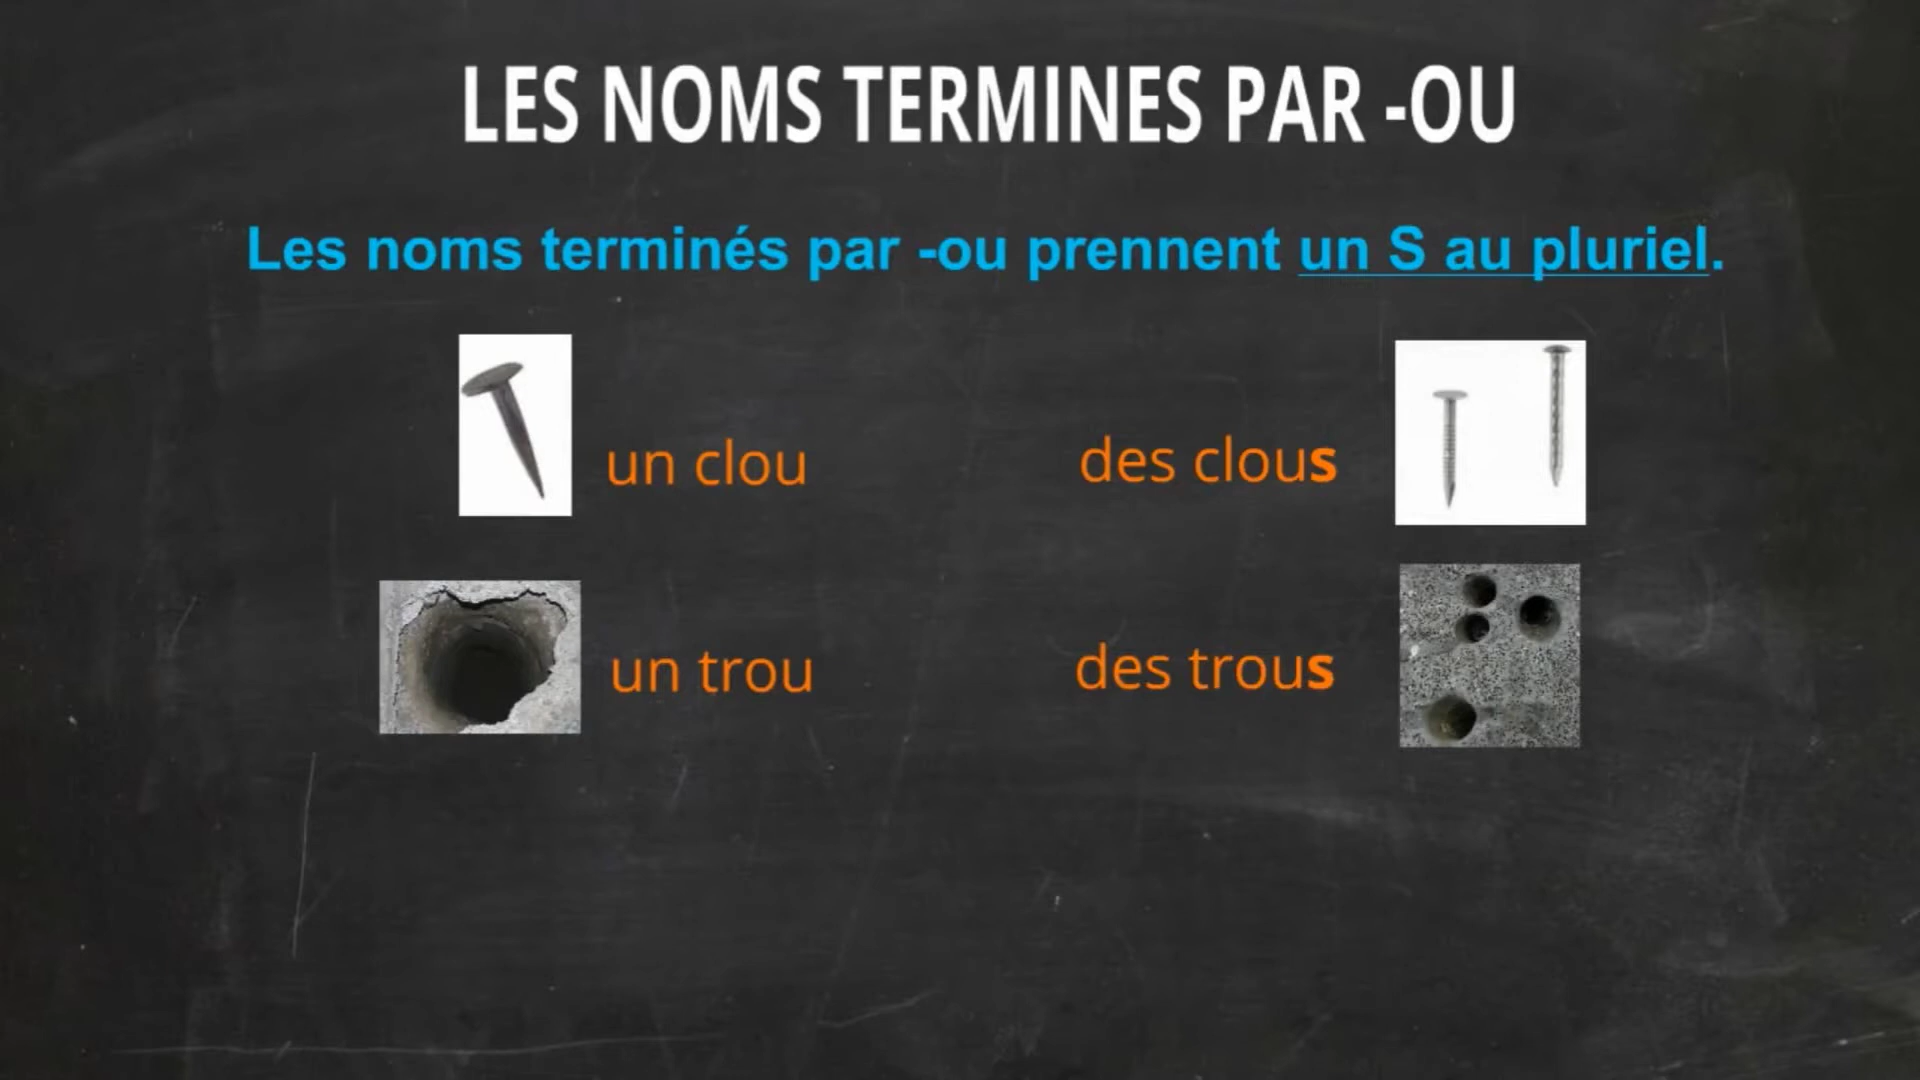 LES NOMS TERMINES PAR -OU
Les noms terminés par -ou prennent un S au pluriel.
un clou
des clous
un trou
des trous